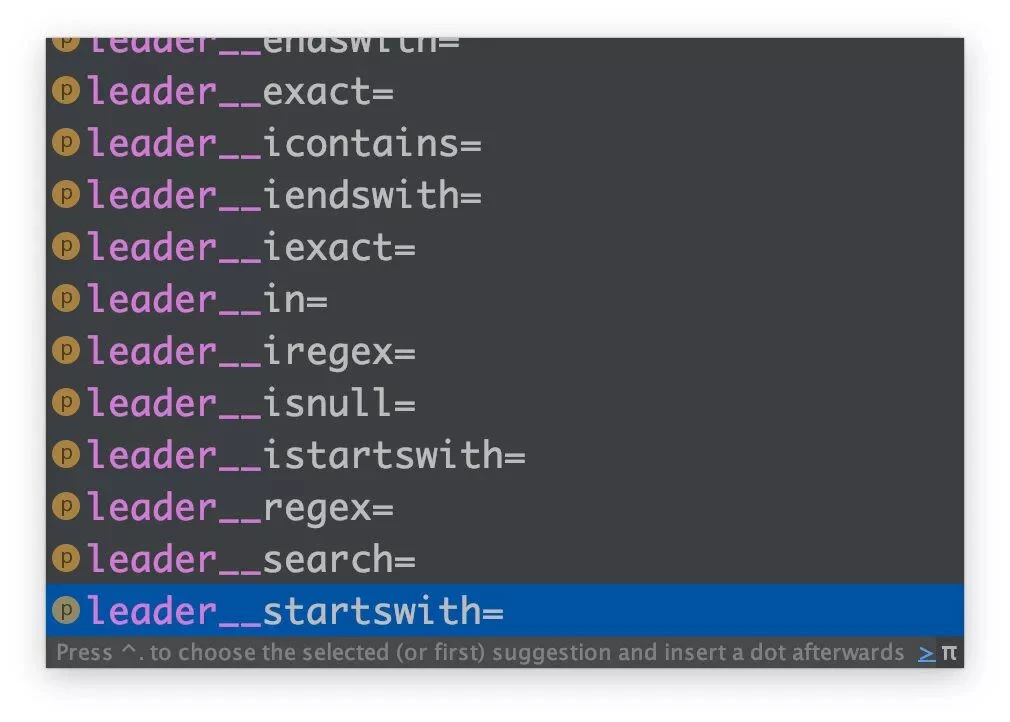 p leader__endswith=
p leader__exact=
p leader__icontains=
p leader__iendswith=
p leader__iexact=
p leader__in=
p leader__iregex=
p leader__isnull=
p leader__istartswith=
p leader__regex=
p leader__search=
p leader__startswith=
Press ^. to choose the selected (or first) suggestion and insert a dot afterwards > π